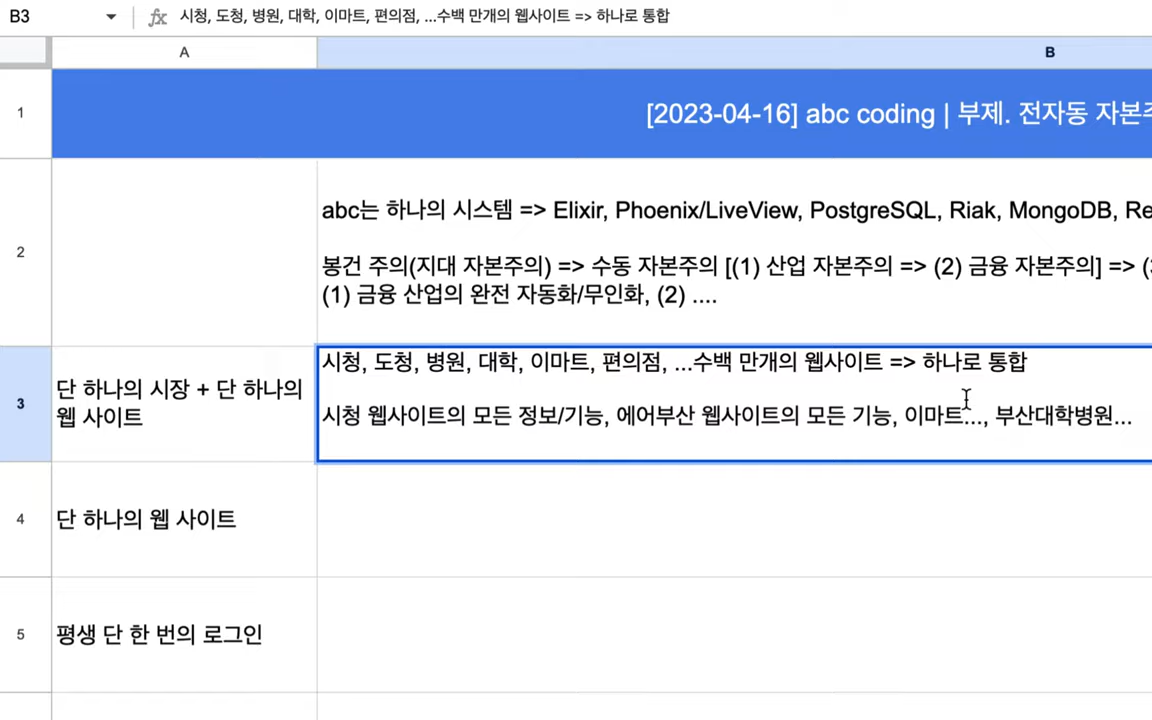 B3
fx 시청, 도청, 병원, 대학, 이마트, 편의점, ...수백 만개의 웹사이트 => 하나로 통합
A B
1 [2023-04-16] abc coding | 부제. 전자동
2 abc는 하나의 시스템 => Elixir, Phoenix/LiveView, PostgreSQL, Riak, MongoDB,
봉건 주의(지대 자본주의) => 수동 자본주의 [(1) 산업 자본주의 => (2) 금융 자본주의] =>
(1) 금융 산업의 완전 자동화/무인화, (2) ....
3 단 하나의 시장 + 단 하나의 웹 사이트
시청, 도청, 병원, 대학, 이마트, 편의점, ...수백 만개의 웹사이트 => 하나로 통합
시청 웹사이트의 모든 정보/기능, 에어부산 웹사이트의 모든 기능, 이마트..., 부산대학병원...
4 단 하나의 웹 사이트
5 평생 단 한 번의 로그인